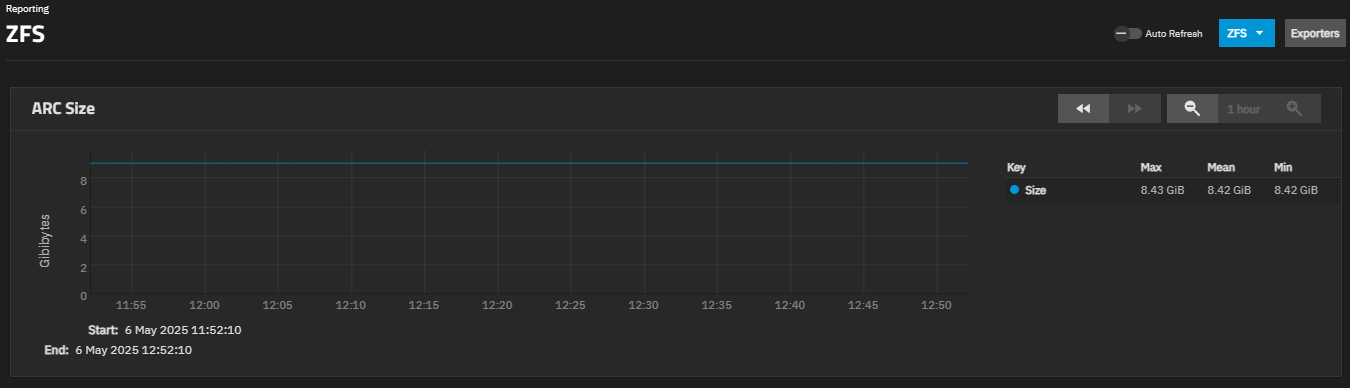 Reporting
ZFS
Auto Refresh
ZFS
Exporters
ARC Size
1 hour
Gibibytes
8
6
4
2
0
11:55 12:00 12:05 12:10 12:15 12:20 12:25 12:30 12:35 12:40 12:45 12:50
Start: 6 May 2025 11:52:10
End: 6 May 2025 12:52:10
Key Max Mean Min
Size 8.43 GiB 8.42 GiB 8.42 GiB